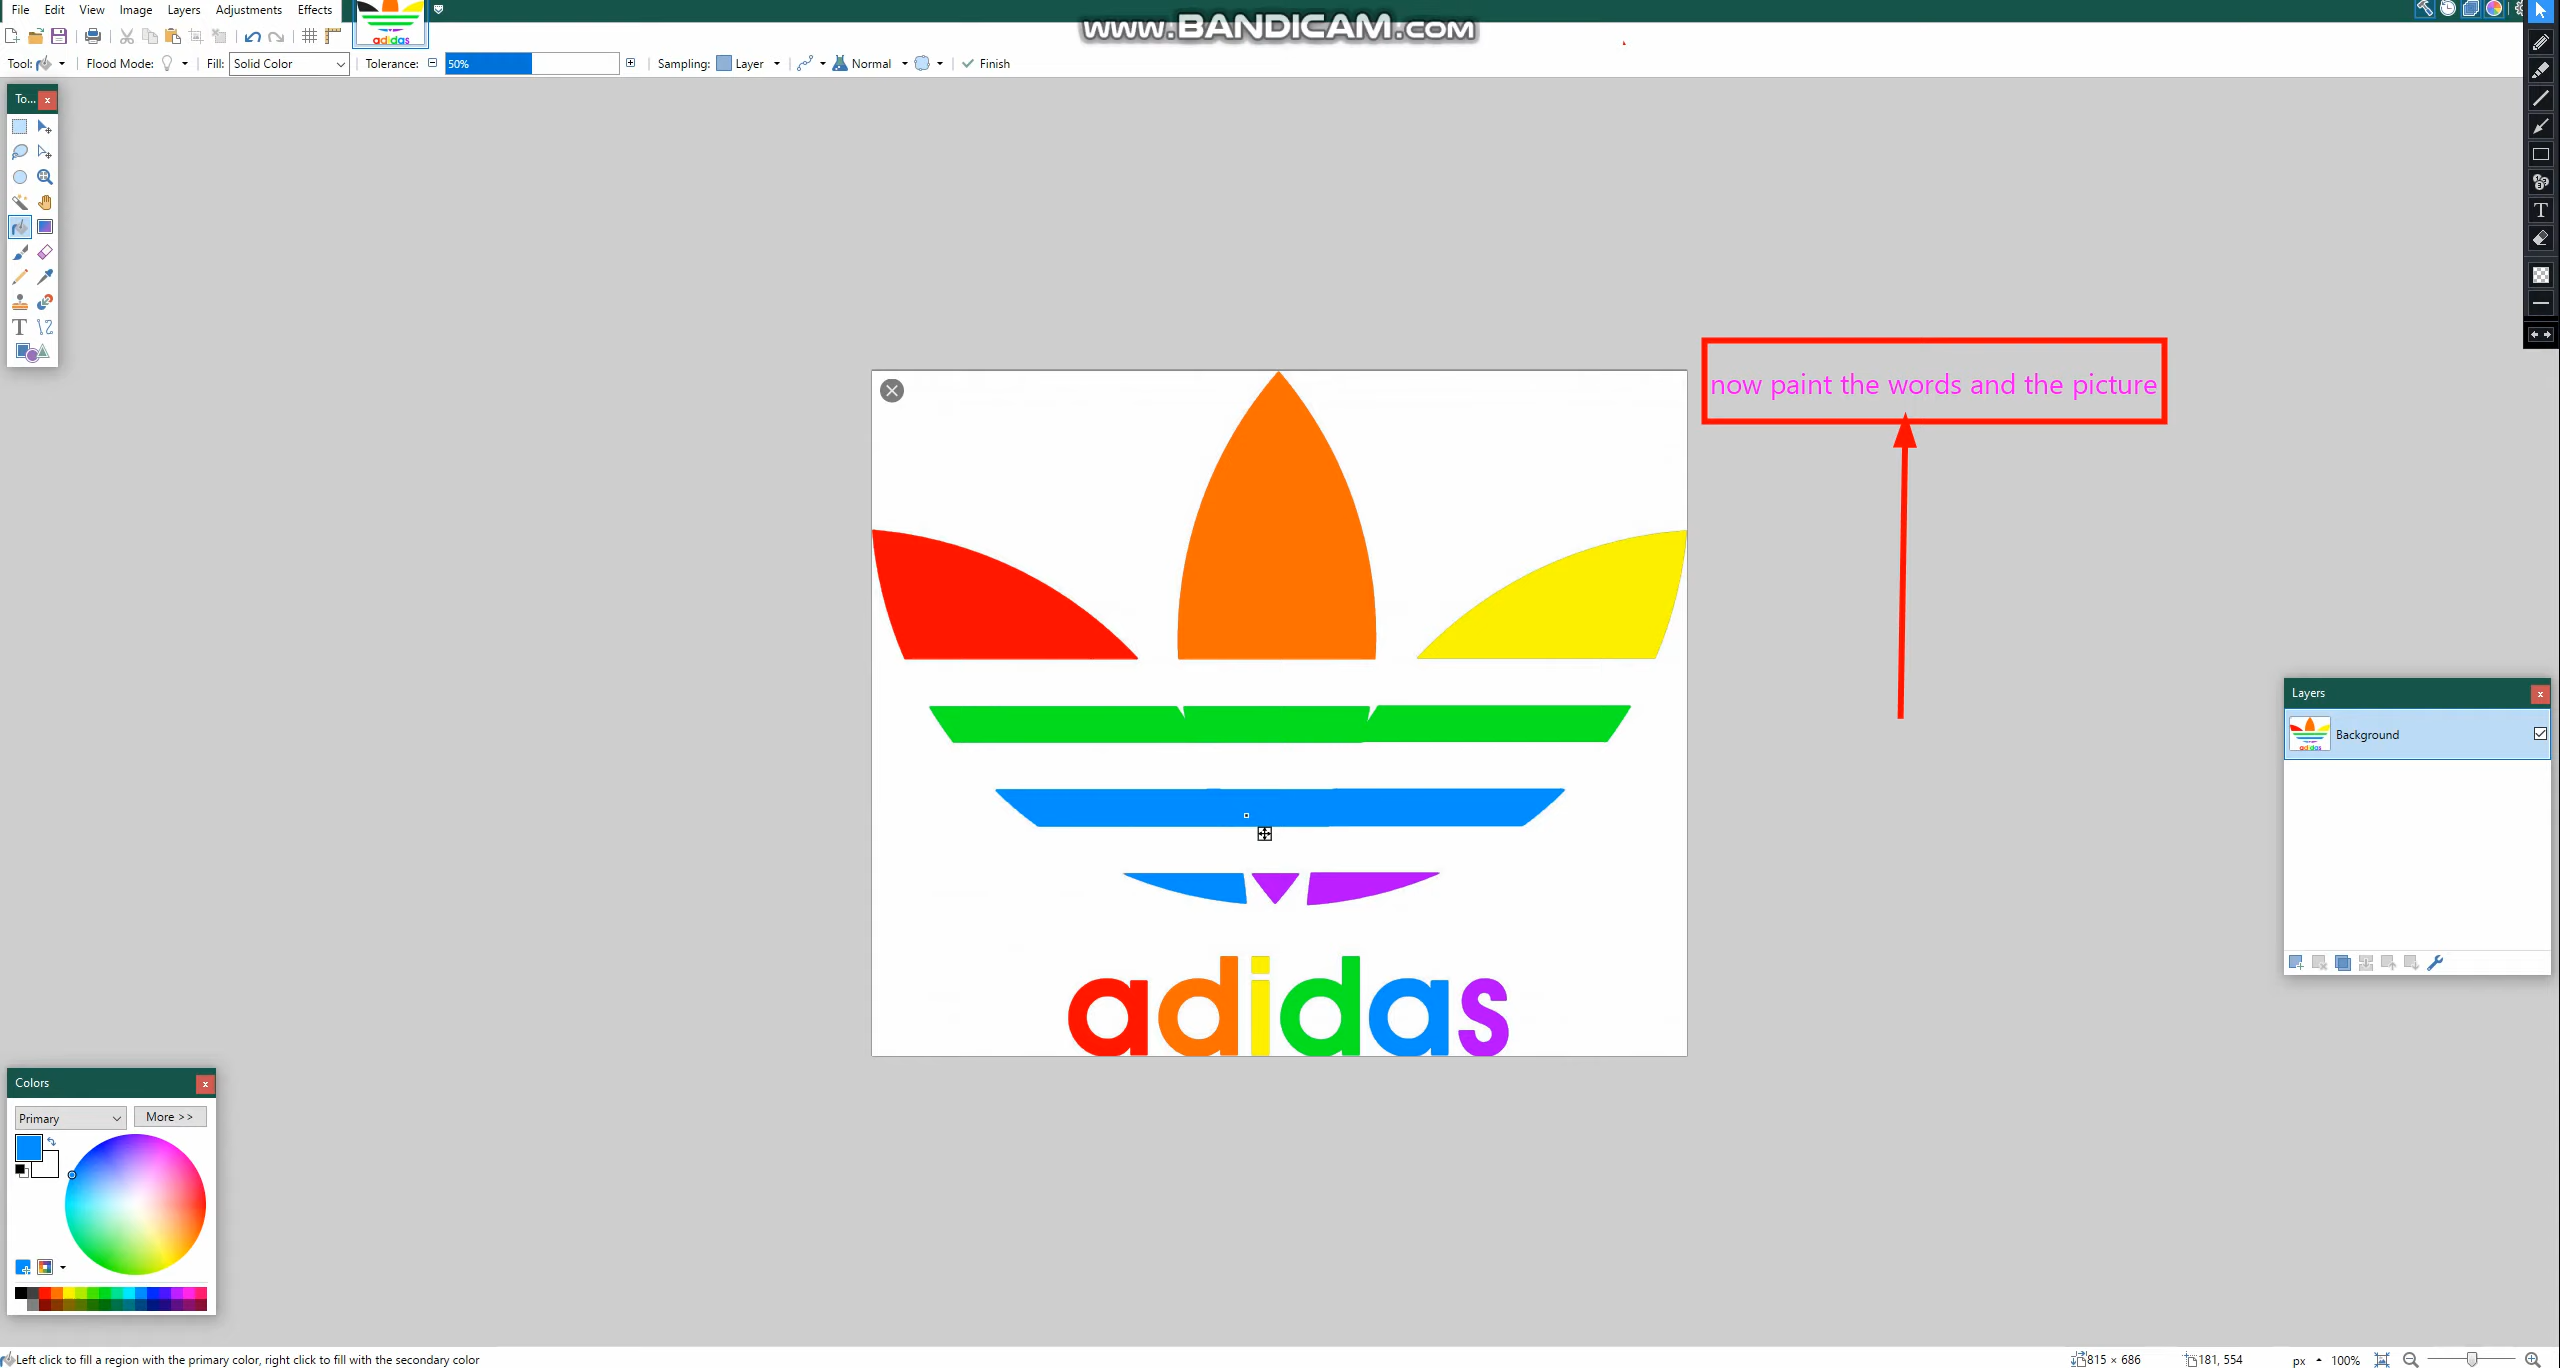 File Edit View Image Layers Adjustments Effects
www.BANDICAM.com
adidas
Tool: Flood Mode: Fill: Solid Color Tolerance: 50% Sampling: Layer Normal Finish
To...
now paint the words and the picture
Layers
Background
adidas
adidas
Colors
Primary More >>
Left click to fill a region with the primary color, right click to fill with the secondary color
815 × 686 181, 554 px 100%